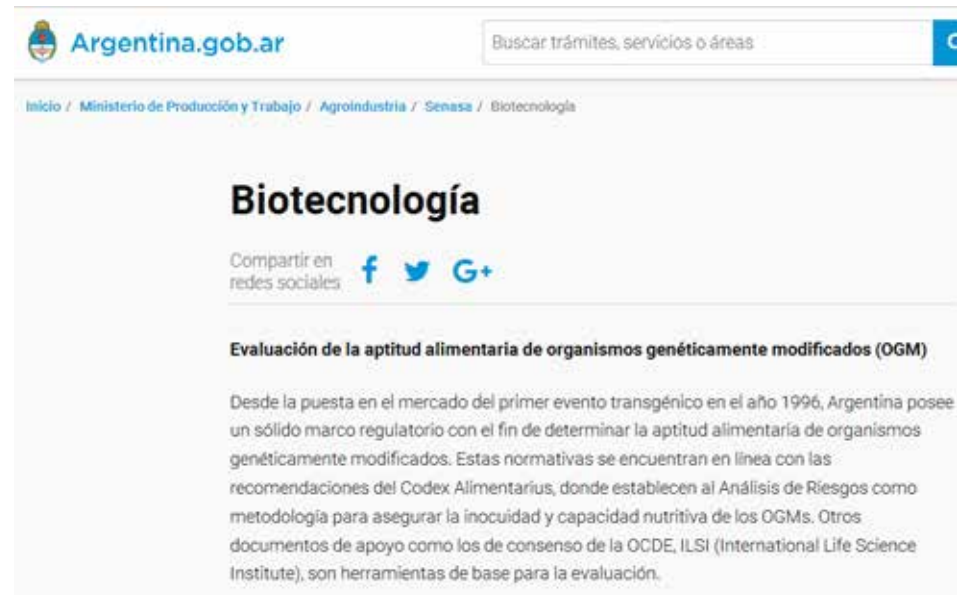 Argentina.gob.ar
Buscar trámites, servicios o áreas
Inicio / Ministerio de Producción y Trabajo / Agroindustria / Senasa / Biotecnología
Biotecnología
Compartir en
redes sociales
Evaluación de la aptitud alimentaria de organismos genéticamente modificados (OGM)
Desde la puesta en el mercado del primer evento transgénico en el año 1996, Argentina posee
un sólido marco regulatorio con el fin de determinar la aptitud alimentaria de organismos
genéticamente modificados. Estas normativas se encuentran en línea con las
recomendaciones del Codex Alimentarius, donde establecen al Análisis de Riesgos como
metodología para asegurar la inocuidad y capacidad nutritiva de los OGMs. Otros
documentos de apoyo como los de consenso de la OCDE, ILSI (International Life Science
Institute), son herramientas de base para la evaluación.